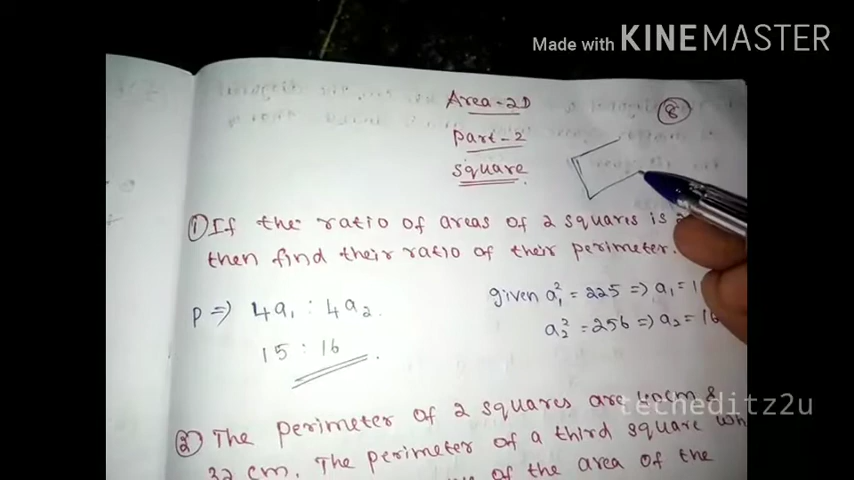 Made with KINEMASTER
Area-2D
8
Part-2
square
① If the ratio of areas of 2 squares is
then find their ratio of their perimeter.
P => 4a₁ : 4a₂
given a₁² = 225 => a₁ = 1
15 : 16
a₂² = 256 => a₂ = 16
② The perimeter of 2 squares are cm &
techeditz2u
32 cm. The perimeter of a third square
of the area of the